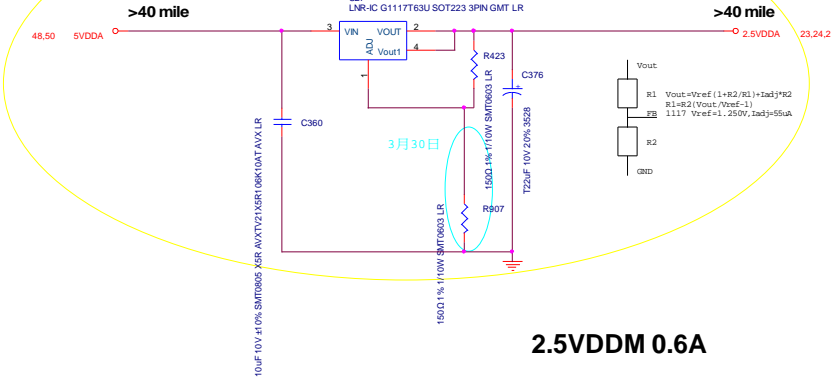 LNR-IC G1117T63U SOT223 3PIN GMT LR
>40 mile
>40 mile
48,50 5VDDA
3 VIN VOUT 2
Vout1 4
ADJ
1
2.5VDDA 23,24,2
R423
150Ω 1% 1/10W SMT0603 LR
C376
T22uF 10V 20% 3528
C360
10uF 10V ±10% SMT0805 X5R AVXTV21X5R106K10AT AVX LR
3月30日
R907
150Ω 1% 1/10W SMT0603 LR
Vout
R1 Vout=Vref(1+R2/R1)+Iadj*R2
R1=R2(Vout/Vref-1)
FB 1117 Vref=1.250V,Iadj=55uA
R2
GND
2.5VDDM 0.6A